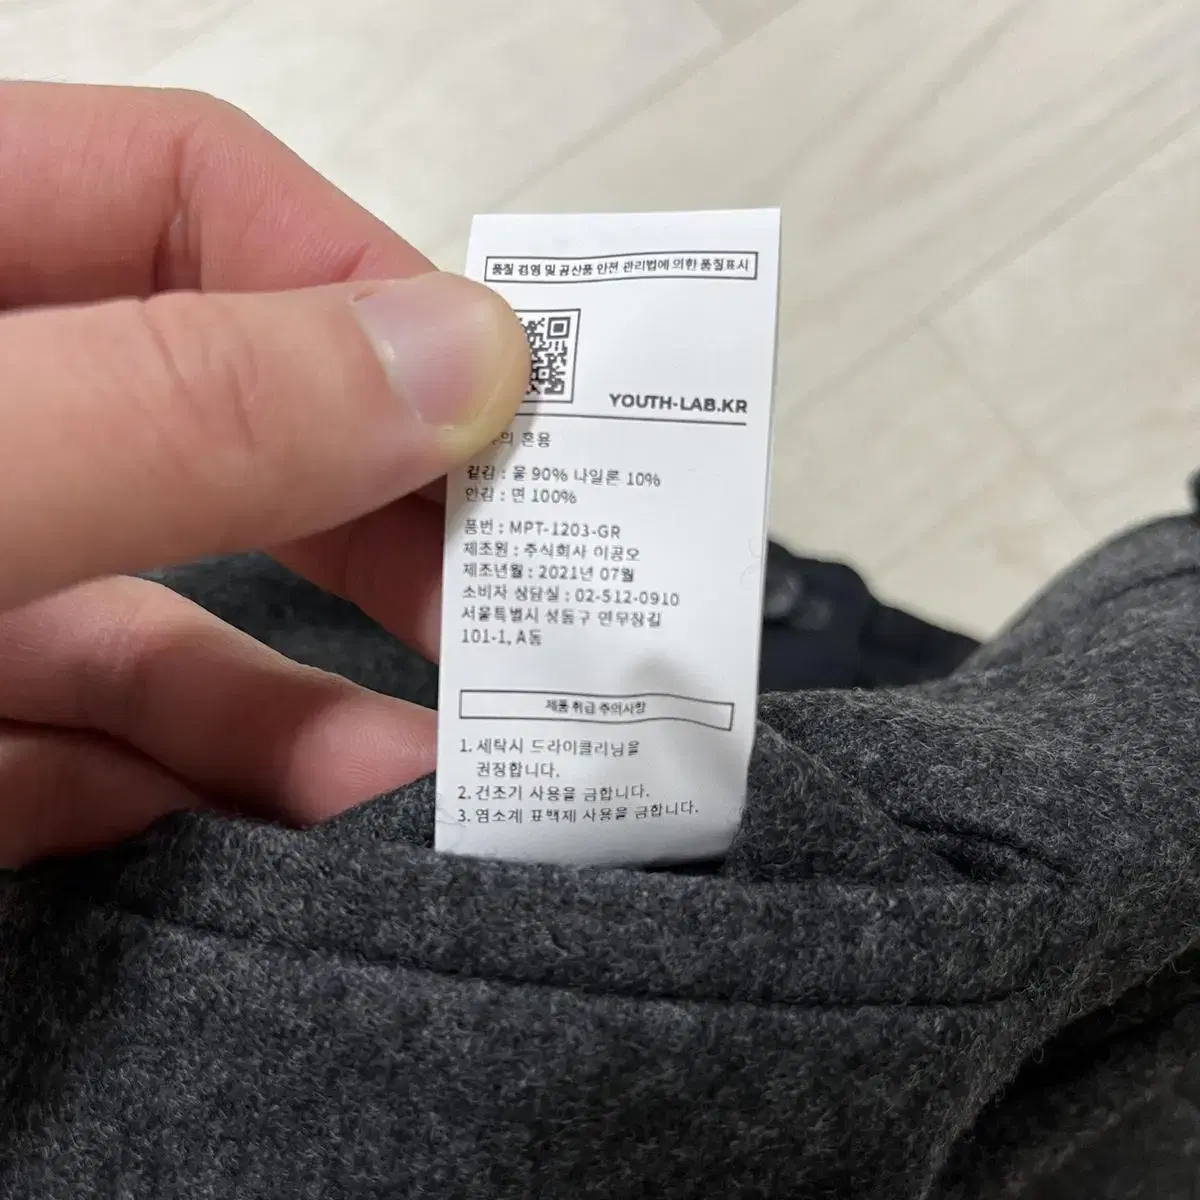 품질 경영 및 공산품 안전 관리법에 의한 품질표시
YOUTH-LAB.KR
혼용
겉감 : 울 90% 나일론 10%
안감 : 면 100%
품번 : MPT-1203-GR
제조원 : 주식회사 이공오
제조년월 : 2021년 07월
소비자 상담실 : 02-512-0910
서울특별시 성동구 연무장길
101-1, A동
제품 취급 주의사항
1. 세탁시 드라이클리닝을
권장합니다.
2. 건조기 사용을 금합니다.
3. 염소계 표백제 사용을 금합니다.